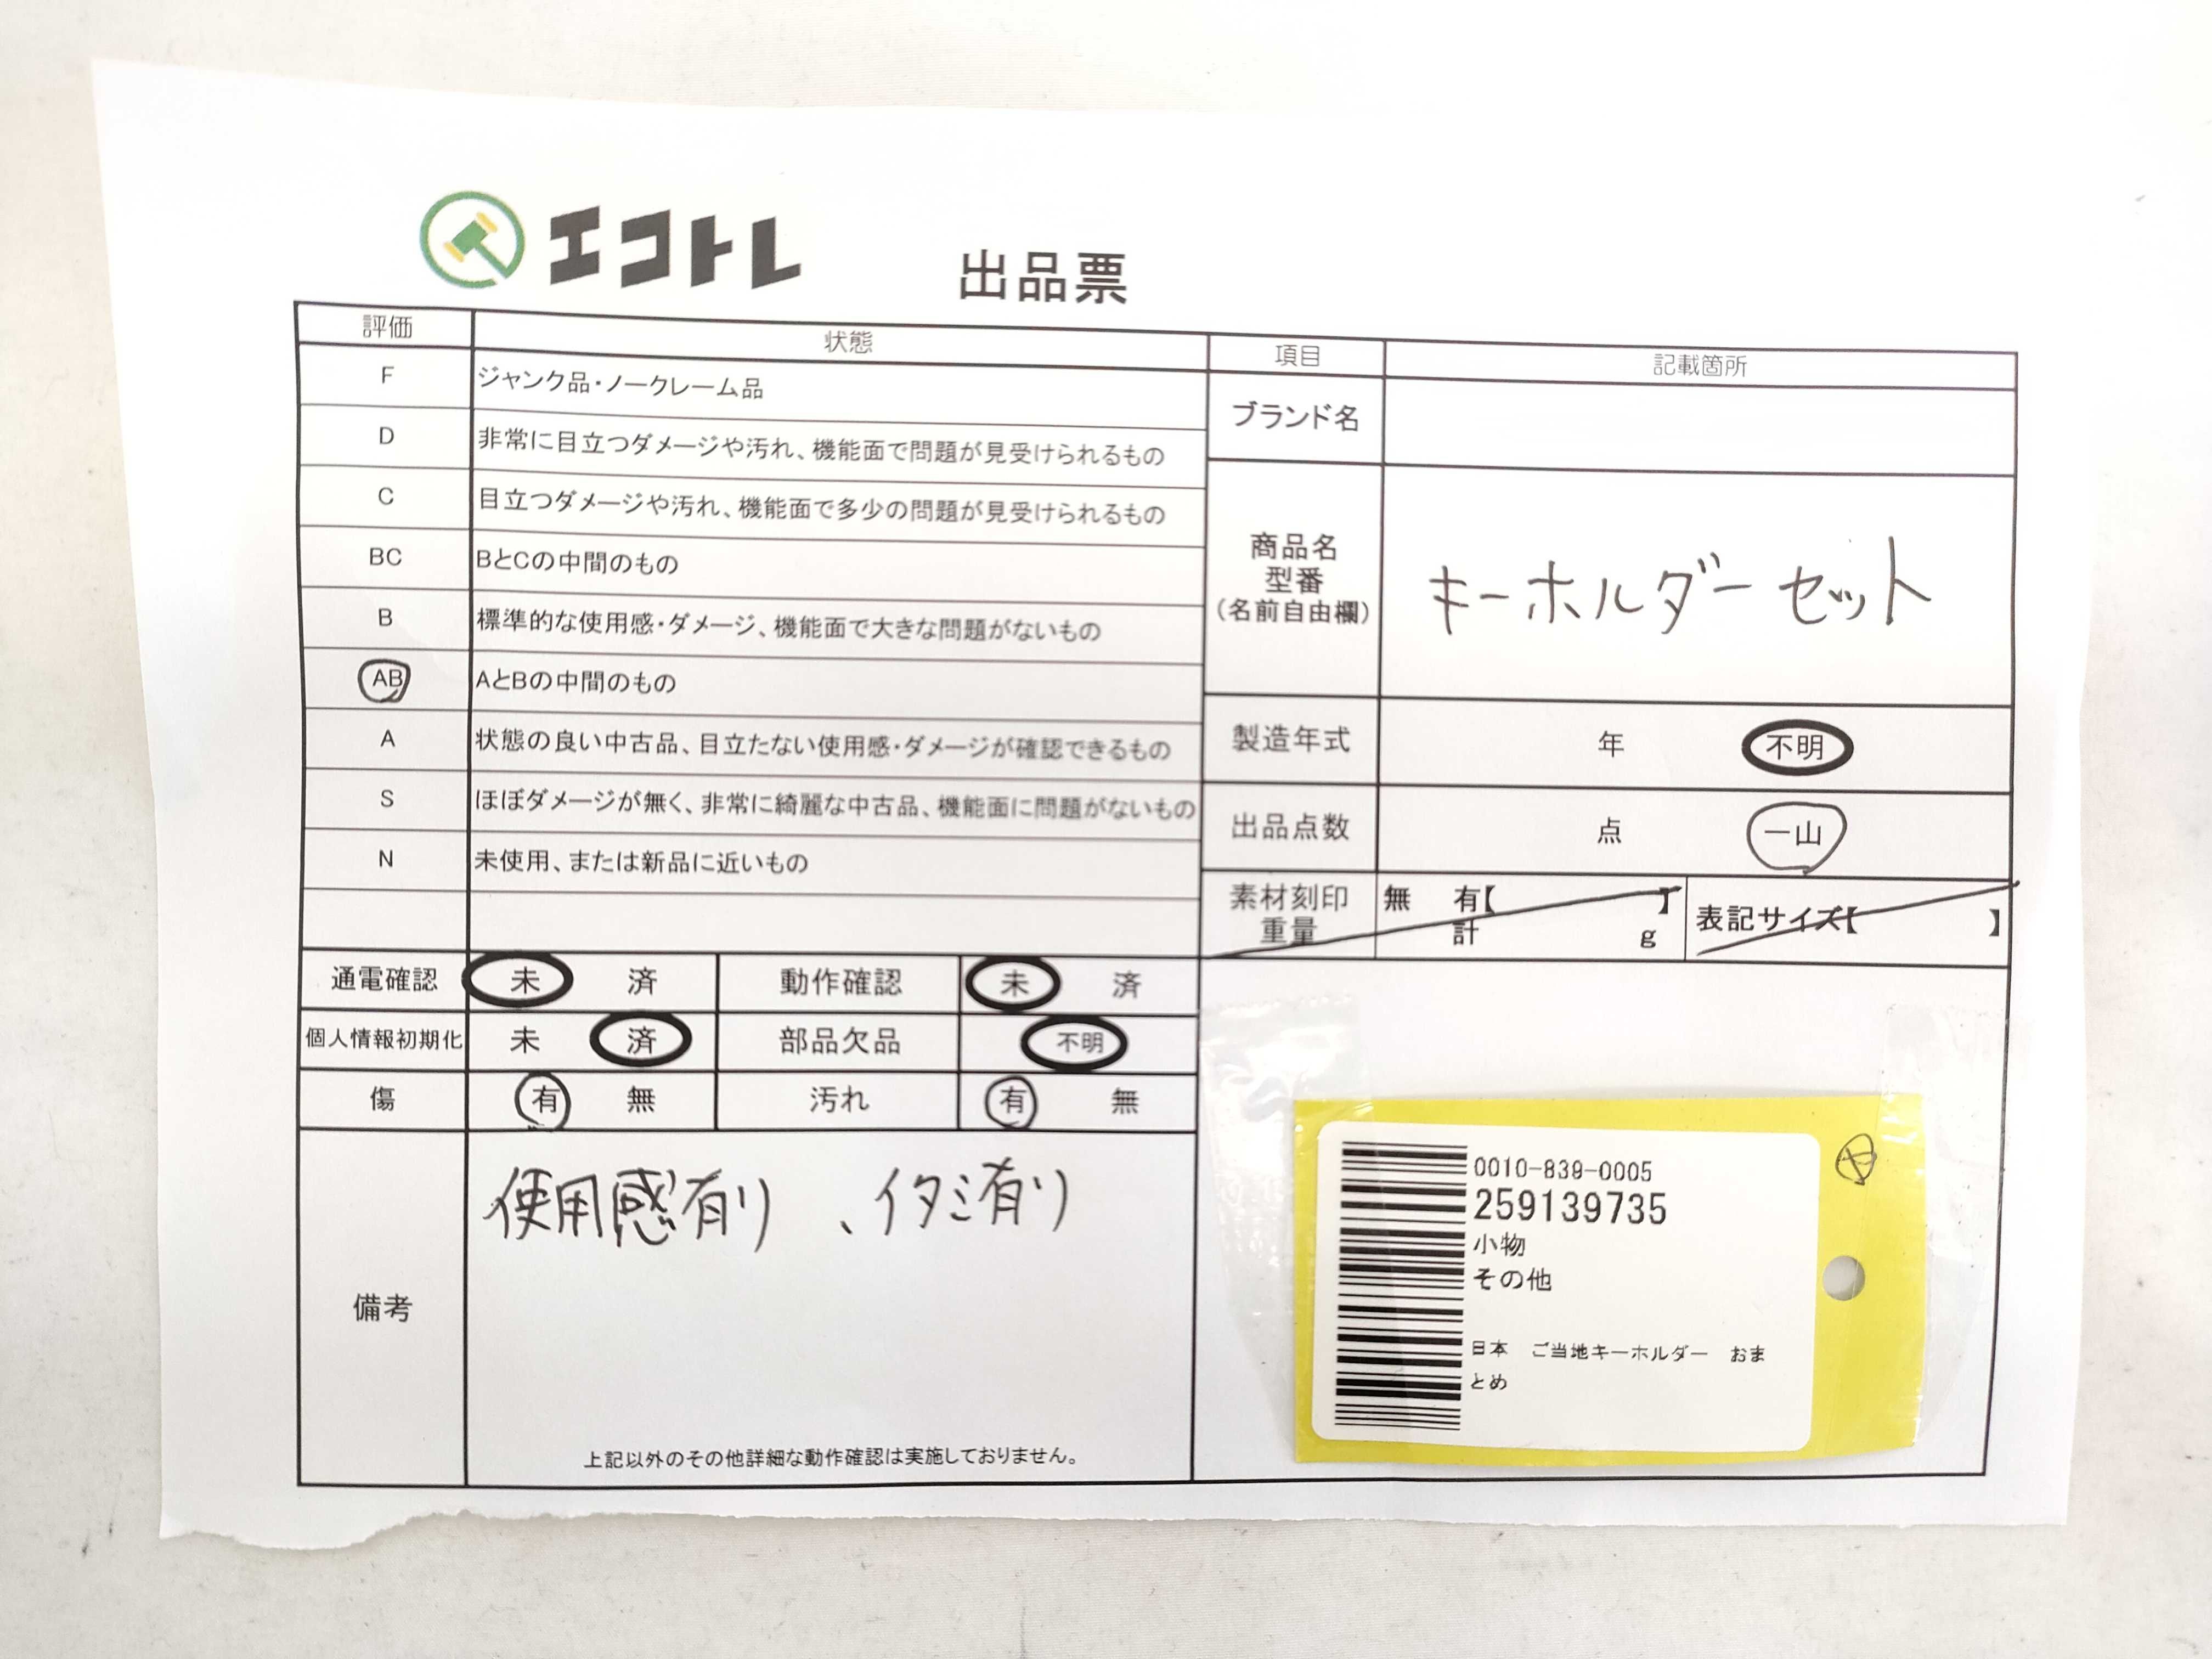 エコトレ
出品票
評価 状態
F ジャンク品・ノークレーム品
D 非常に目立つダメージや汚れ、機能面で問題が見受けられるもの
C 目立つダメージや汚れ、機能面で多少の問題が見受けられるもの
BC BとCの中間のもの
B 標準的な使用感・ダメージ、機能面で大きな問題がないもの
AB AとBの中間のもの
A 状態の良い中古品、目立たない使用感・ダメージが確認できるもの
S ほぼダメージが無く、非常に綺麗な中古品、機能面に問題がないもの
N 未使用、または新品に近いもの
通電確認 未 済 動作確認 未 済
個人情報初期化 未 済 部品欠品 不明
傷 有 無 汚れ 有 無
備考
使用感有り、イタミ有り
上記以外のその他詳細な動作確認は実施しておりません。
項目 記載箇所
ブランド名
商品名
型番
(名前自由欄)
キーホルダーセット
製造年式 年 不明
出品点数 点 一山
素材刻印 無 有【 】 表記サイズ【 】
重量 計 g
0010-839-0005
259139735
小物
その他
日本 ご当地キーホルダー おま
とめ